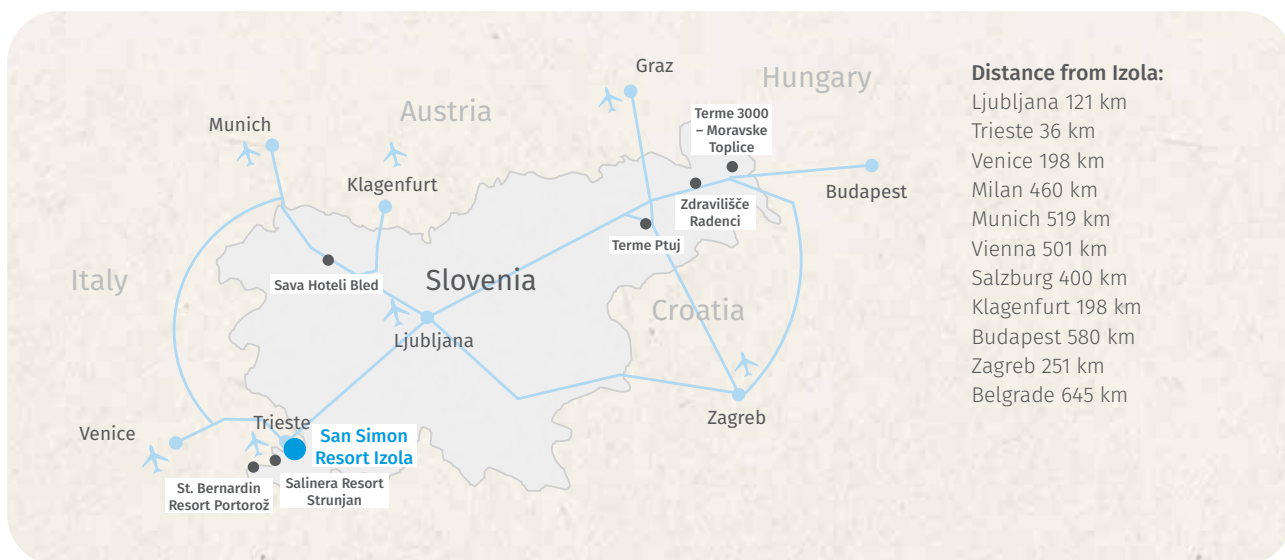 Graz
Hungary
Austria
Munich
Terme 3000
– Moravske
Toplice
Klagenfurt
Budapest
Zdravilišče
Radenci
Terme Ptuj
Italy
Sava Hoteli Bled
Slovenia
Croatia
Ljubljana
Zagreb
Trieste
Venice
San Simon
Resort Izola
St. Bernardin
Resort Portorož
Salinera Resort
Strunjan
Distance from Izola:
Ljubljana 121 km
Trieste 36 km
Venice 198 km
Milan 460 km
Munich 519 km
Vienna 501 km
Salzburg 400 km
Klagenfurt 198 km
Budapest 580 km
Zagreb 251 km
Belgrade 645 km